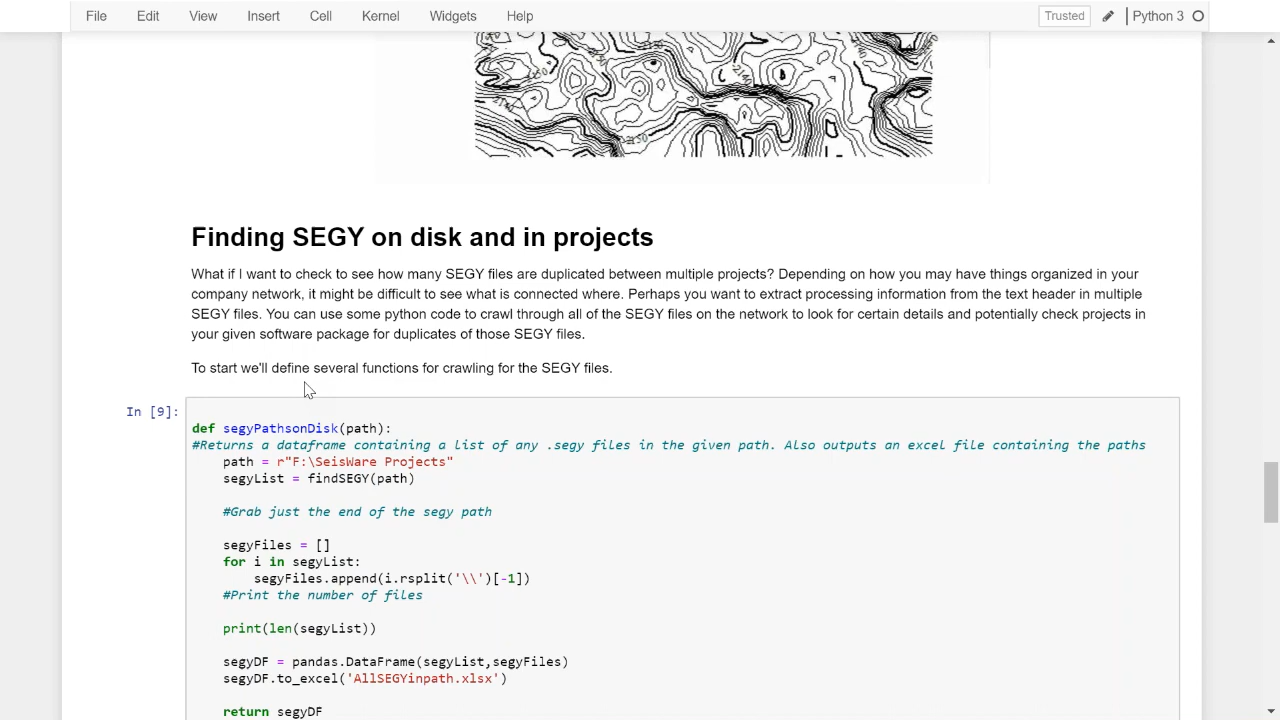 File Edit View Insert Cell Kernel Widgets Help Trusted Python 3
-2140
2150
Finding SEGY on disk and in projects
What if I want to check to see how many SEGY files are duplicated between multiple projects? Depending on how you may have things organized in your
company network, it might be difficult to see what is connected where. Perhaps you want to extract processing information from the text header in multiple
SEGY files. You can use some python code to crawl through all of the SEGY files on the network to look for certain details and potentially check projects in
your given software package for duplicates of those SEGY files.
To start we'll define several functions for crawling for the SEGY files.
In [9]:
def segyPathsonDisk(path):
#Returns a dataframe containing a list of any .segy files in the given path. Also outputs an excel file containing the paths
path = r"F:\SeisWare Projects"
segyList = findSEGY(path)
#Grab just the end of the segy path
segyFiles = []
for i in segyList:
segyFiles.append(i.rsplit('\\')[-1])
#Print the number of files
print(len(segyList))
segyDF = pandas.DataFrame(segyList,segyFiles)
segyDF.to_excel('AllSEGYinpath.xlsx')
return segyDF